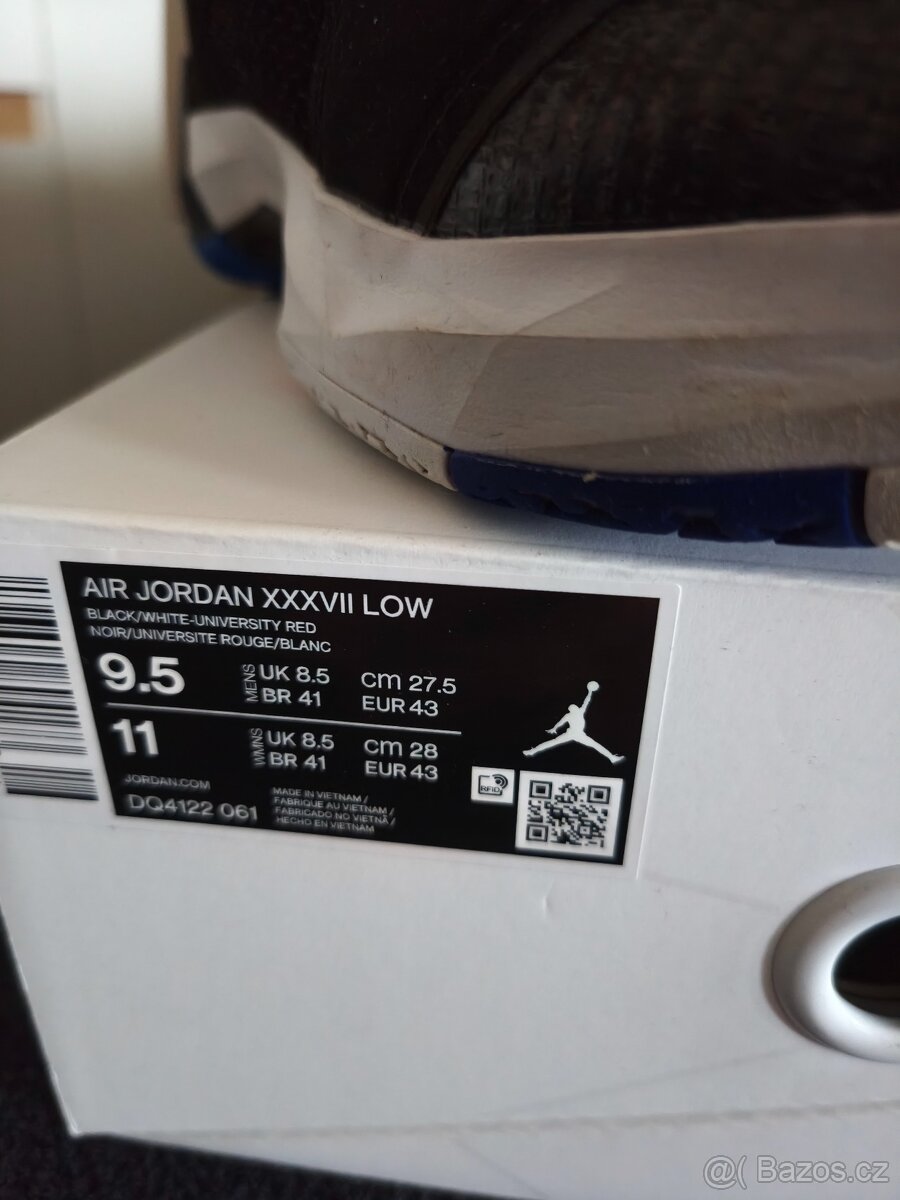 AIR JORDAN XXXVII LOW
BLACK/WHITE-UNIVERSITY RED
NOIR/UNIVERSITE ROUGE/BLANC
9.5 MENS UK 8.5 cm 27.5
BR 41 EUR 43
11 WMNS UK 8.5 cm 28
BR 41 EUR 43
JORDAN.COM
DQ4122 061
MADE IN VIETNAM /
FABRIQUE AU VIETNAM /
FABRICADO NO VIETNÃ /
HECHO EN VIETNAM
RFID
@( Bazos.cz